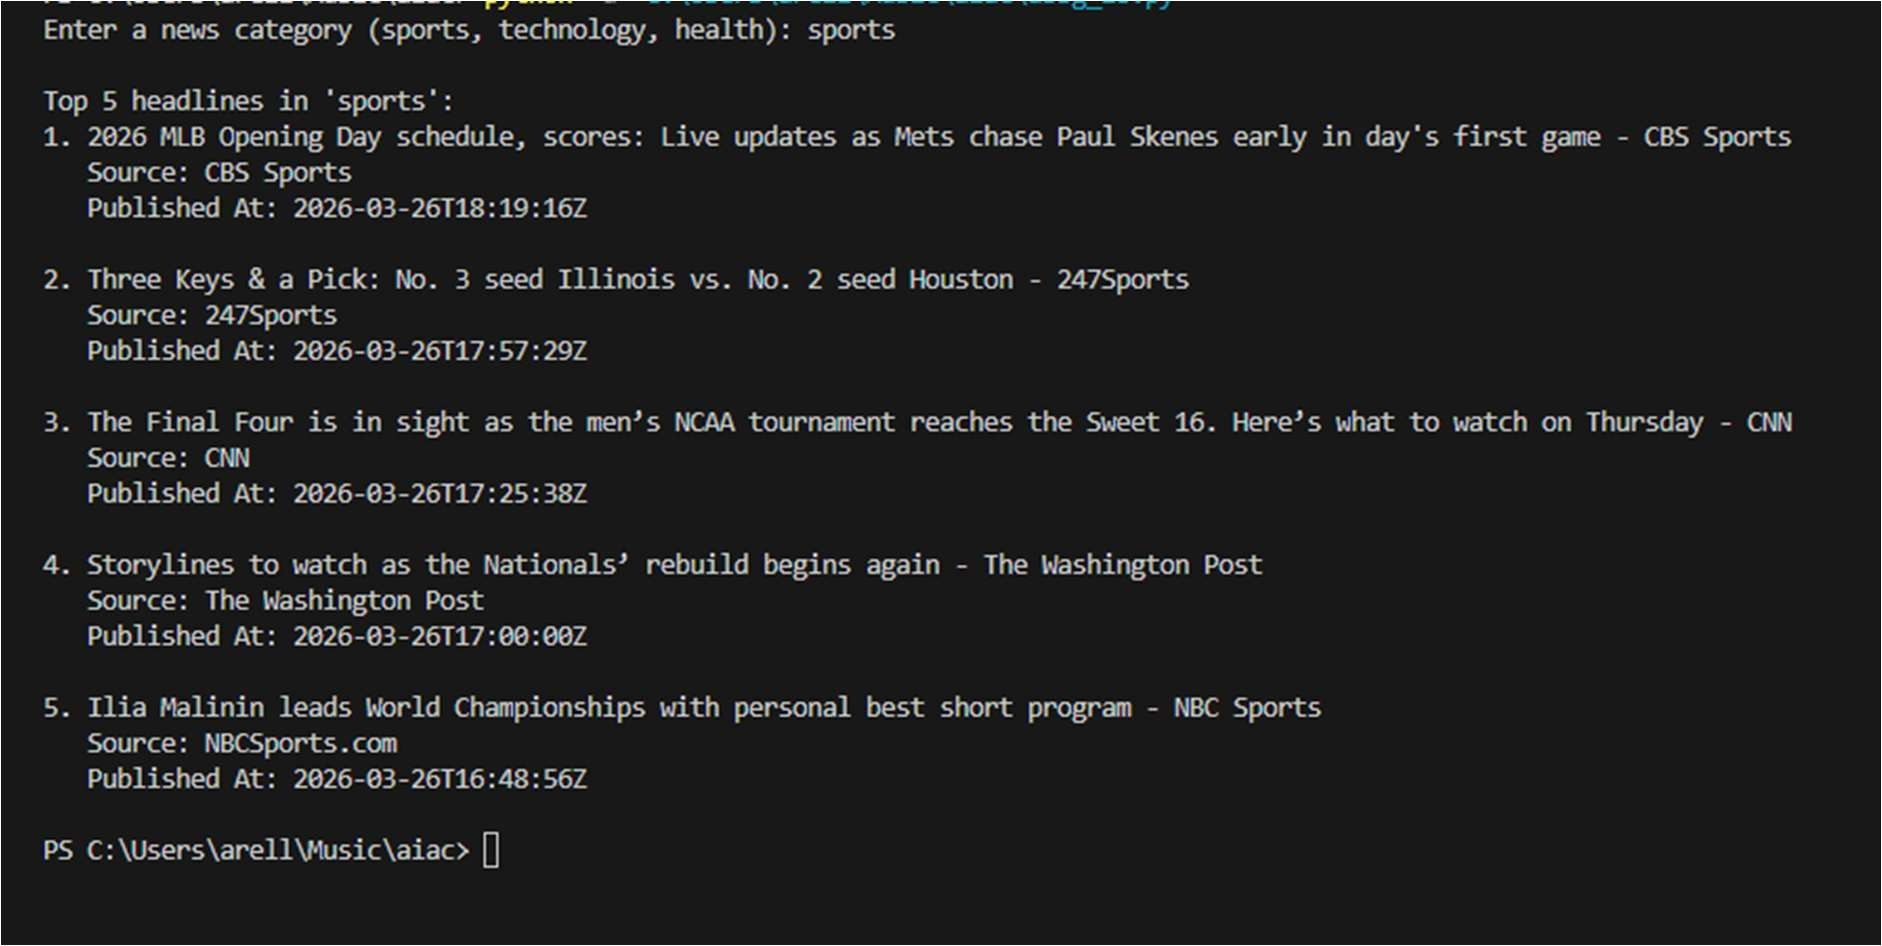 Enter a news category (sports, technology, health): sports
Top 5 headlines in 'sports':
1. 2026 MLB Opening Day schedule, scores: Live updates as Mets chase Paul Skenes early in day's first game - CBS Sports
Source: CBS Sports
Published At: 2026-03-26T18:19:16Z
2. Three Keys & a Pick: No. 3 seed Illinois vs. No. 2 seed Houston - 247Sports
Source: 247Sports
Published At: 2026-03-26T17:57:29Z
3. The Final Four is in sight as the men’s NCAA tournament reaches the Sweet 16. Here’s what to watch on Thursday - CNN
Source: CNN
Published At: 2026-03-26T17:25:38Z
4. Storylines to watch as the Nationals’ rebuild begins again - The Washington Post
Source: The Washington Post
Published At: 2026-03-26T17:00:00Z
5. Ilia Malinin leads World Championships with personal best short program - NBC Sports
Source: NBCSports.com
Published At: 2026-03-26T16:48:56Z
PS C:\Users\arell\Music\aiac>